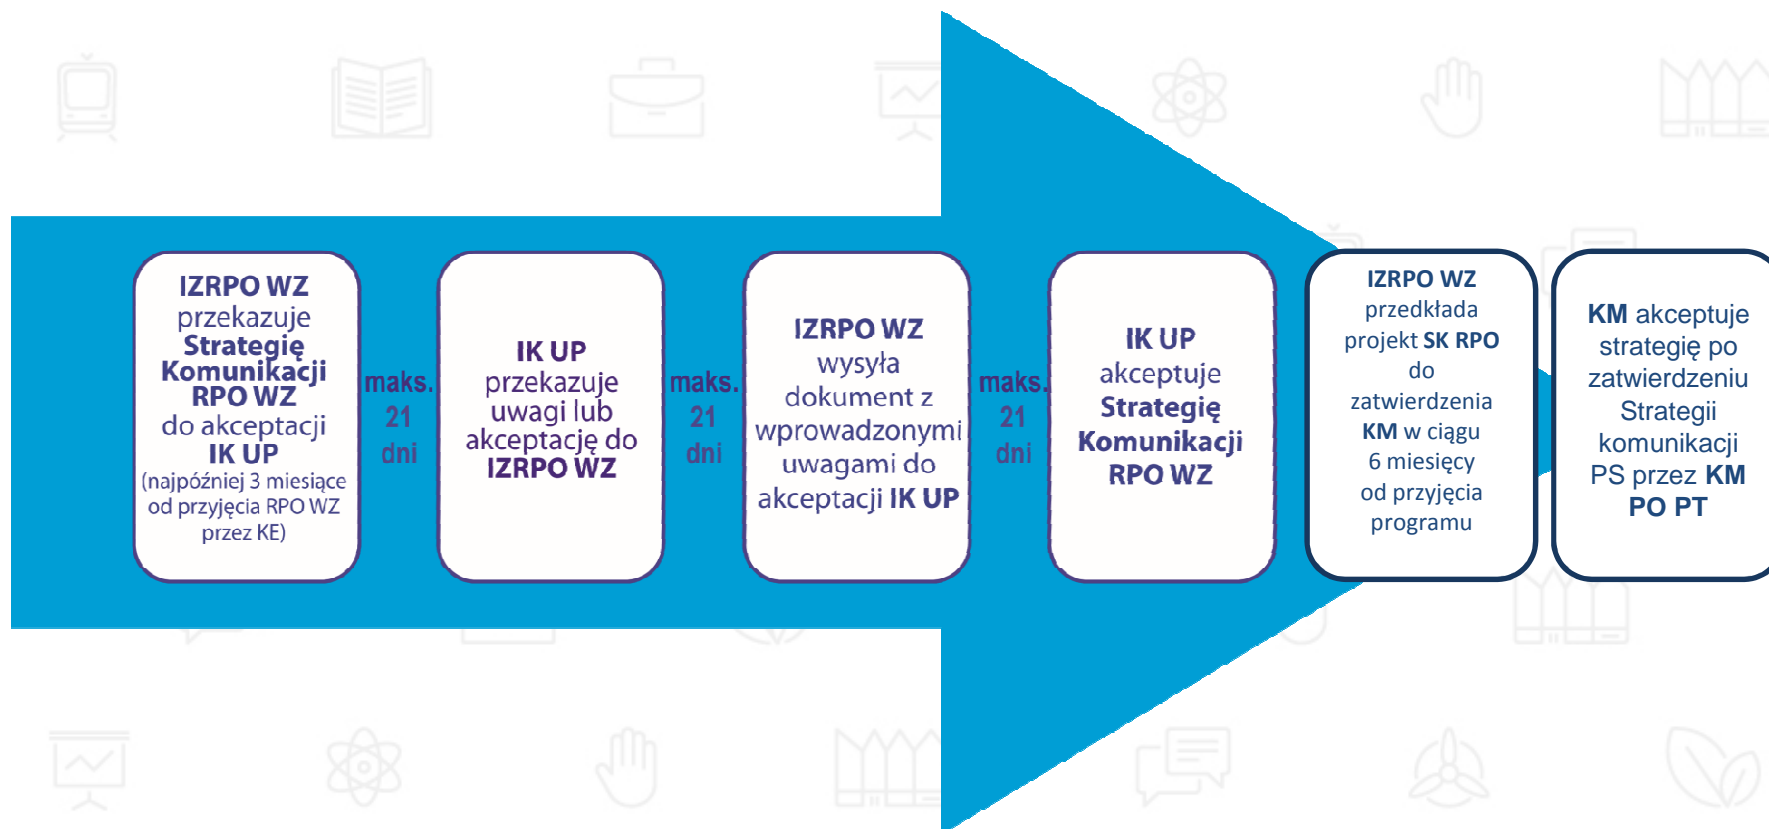 IZRPO WZ
przekazuje
Strategię
Komunikacji
RPO WZ
do akceptacji
IK UP
(najpóźniej 3 miesiące
od przyjęcia RPO WZ
przez KE)
maks.
21
dni
IK UP
przekazuje
uwagi lub
akceptację do
IZRPO WZ
maks.
21
dni
IZRPO WZ
wysyła
dokument z
wprowadzonymi
uwagami do
akceptacji IK UP
maks.
21
dni
IK UP
akceptuje
Strategię
Komunikacji
RPO WZ
IZRPO WZ
przedkłada
projekt SK RPO
do
zatwierdzenia
KM w ciągu
6 miesięcy
od przyjęcia
programu
KM akceptuje
strategię po
zatwierdzeniu
Strategii
komunikacji
PS przez KM
PO PT